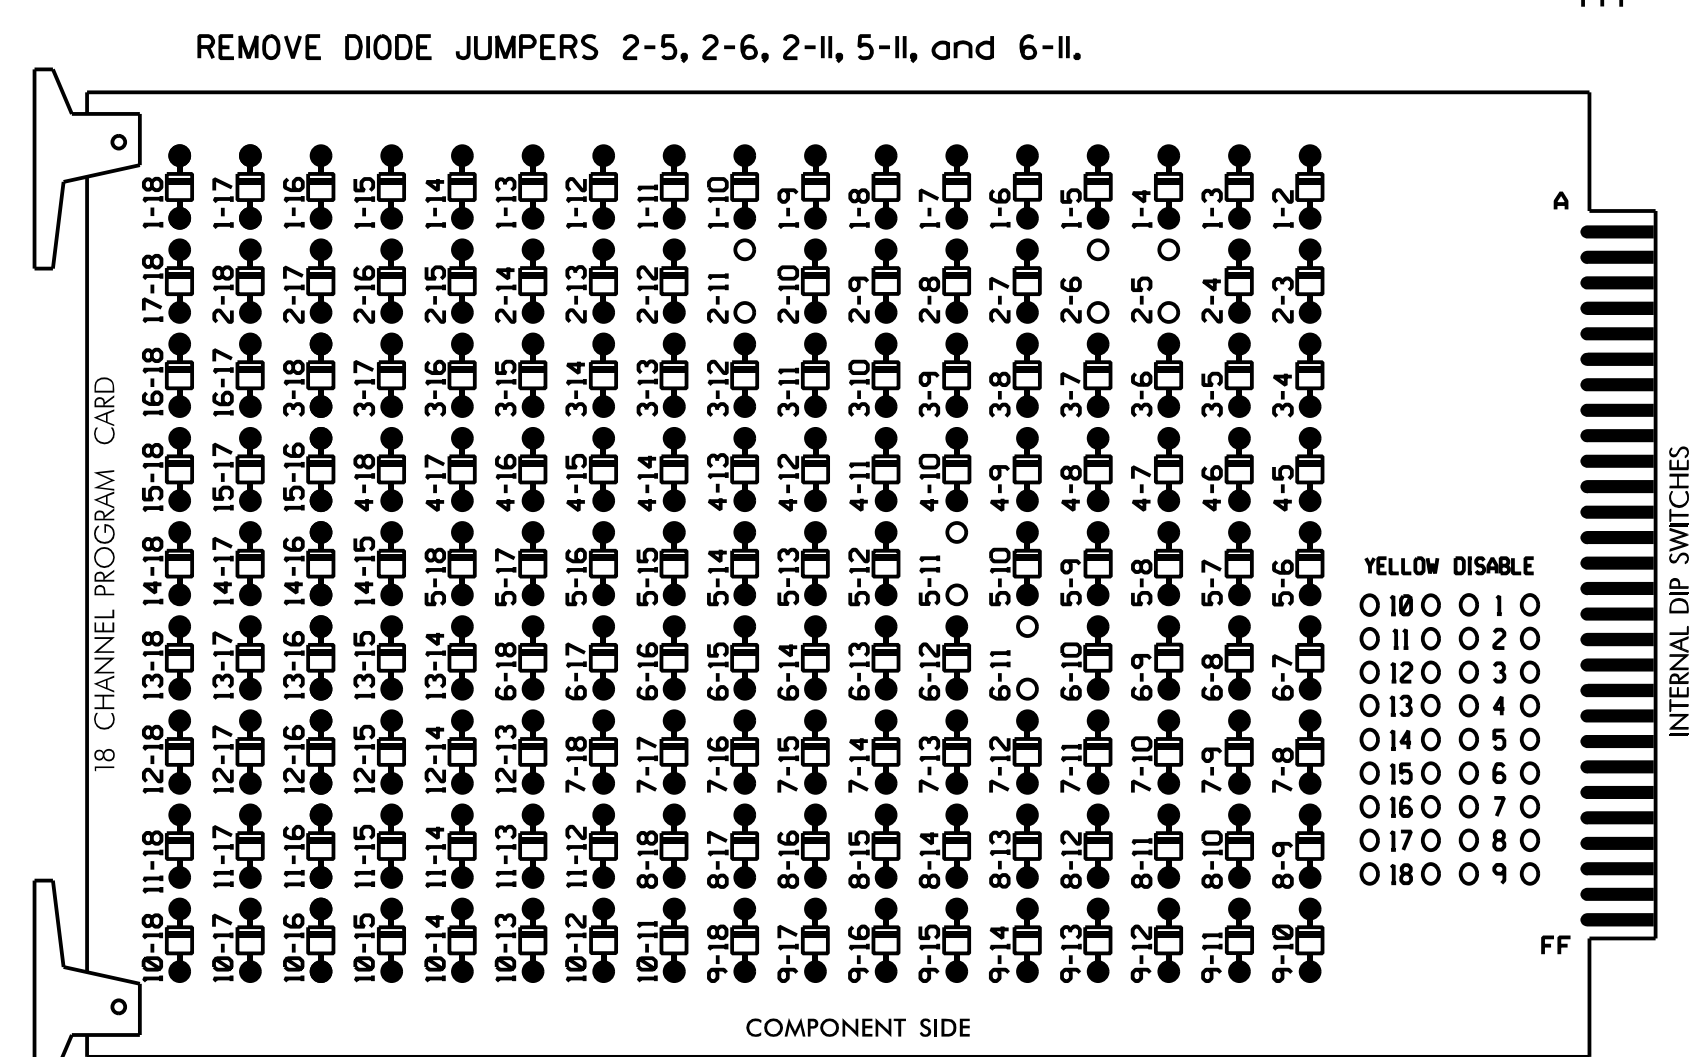 REMOVE DIODE JUMPERS 2-5, 2-6, 2-11, 5-11, and 6-11.
1-18 1-17 1-16 1-15 1-14 1-13 1-12 1-11 1-10 1-9 1-8 1-7 1-6 1-5 1-4 1-3 1-2
A
17-18 2-18 2-17 2-16 2-15 2-14 2-13 2-12 2-11 2-10 2-9 2-8 2-7 2-6 2-5 2-4 2-3
16-18 16-17 3-18 3-17 3-16 3-15 3-14 3-13 3-12 3-11 3-10 3-9 3-8 3-7 3-6 3-5 3-4
15-18 15-17 15-16 4-18 4-17 4-16 4-15 4-14 4-13 4-12 4-11 4-10 4-9 4-8 4-7 4-6 4-5
14-18 14-17 14-16 14-15 5-18 5-17 5-16 5-15 5-14 5-13 5-12 5-11 5-10 5-9 5-8 5-7 5-6
13-18 13-17 13-16 13-15 13-14 6-18 6-17 6-16 6-15 6-14 6-13 6-12 6-11 6-10 6-9 6-8 6-7
12-18 12-17 12-16 12-15 12-14 12-13 7-18 7-17 7-16 7-15 7-14 7-13 7-12 7-11 7-10 7-9 7-8
11-18 11-17 11-16 11-15 11-14 11-13 11-12 8-18 8-17 8-16 8-15 8-14 8-13 8-12 8-11 8-10 8-9
10-18 10-17 10-16 10-15 10-14 10-13 10-12 10-11 9-18 9-17 9-16 9-15 9-14 9-13 9-12 9-11 9-10
18 CHANNEL PROGRAM CARD
YELLOW DISABLE
10 1
11 2
12 3
13 4
14 5
15 6
16 7
17 8
18 9
INTERNAL DIP SWITCHES
FF
COMPONENT SIDE